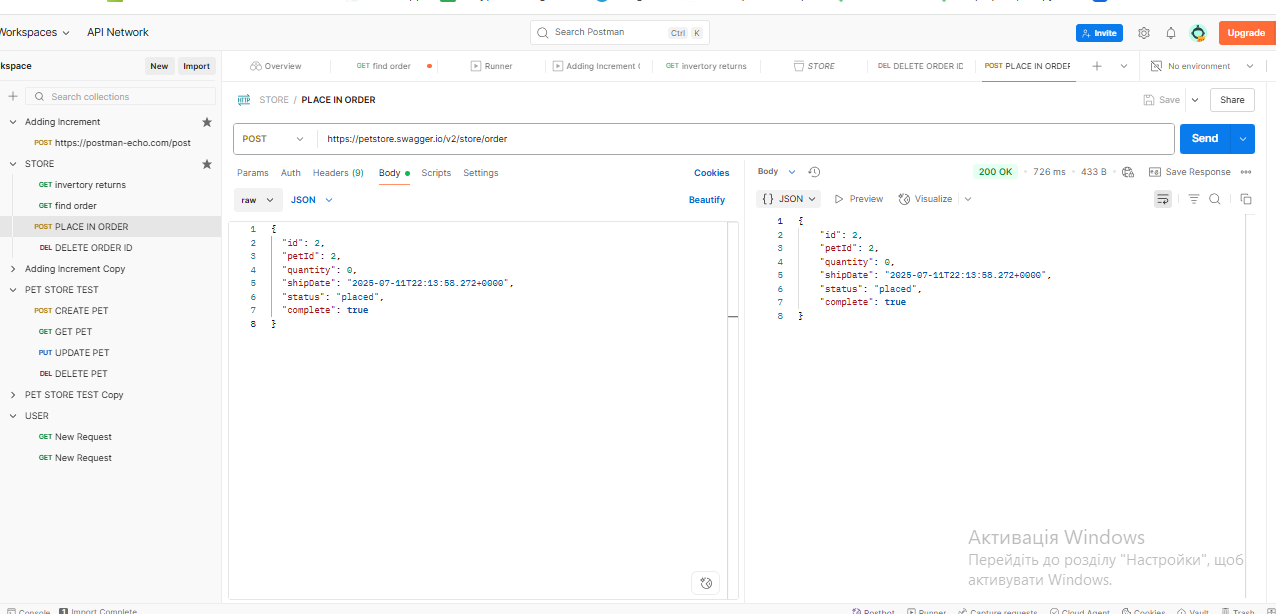 Workspaces API Network Search Postman Ctrl K Invite Upgrade
kspace New Import Overview GET find order Runner Adding Increment ( GET invertory returns STORE DEL DELETE ORDER ID POST PLACE IN ORDER No environment
Search collections
Adding Increment
POST https://postman-echo.com/post
STORE
GET invertory returns
GET find order
POST PLACE IN ORDER
DEL DELETE ORDER ID
Adding Increment Copy
PET STORE TEST
POST CREATE PET
GET GET PET
PUT UPDATE PET
DEL DELETE PET
PET STORE TEST Copy
USER
GET New Request
GET New Request
HTTP STORE / PLACE IN ORDER Save Share
POST https://petstore.swagger.io/v2/store/order Send
Params Auth Headers (9) Body Scripts Settings Cookies
raw JSON Beautify
1 {
2 "id": 2,
3 "petId": 2,
4 "quantity": 0,
5 "shipDate": "2025-07-11T22:13:58.272+0000",
6 "status": "placed",
7 "complete": true
8 }
Body 200 OK 726 ms 433 B Save Response
{} JSON Preview Visualize
1 {
2 "id": 2,
3 "petId": 2,
4 "quantity": 0,
5 "shipDate": "2025-07-11T22:13:58.272+0000",
6 "status": "placed",
7 "complete": true
8 }
Активація Windows
Перейдіть до розділу "Настройки", щоб
активувати Windows.
Console Import Complete Postbot Runner Capture requests Cloud Agent Cookies Vault Trash